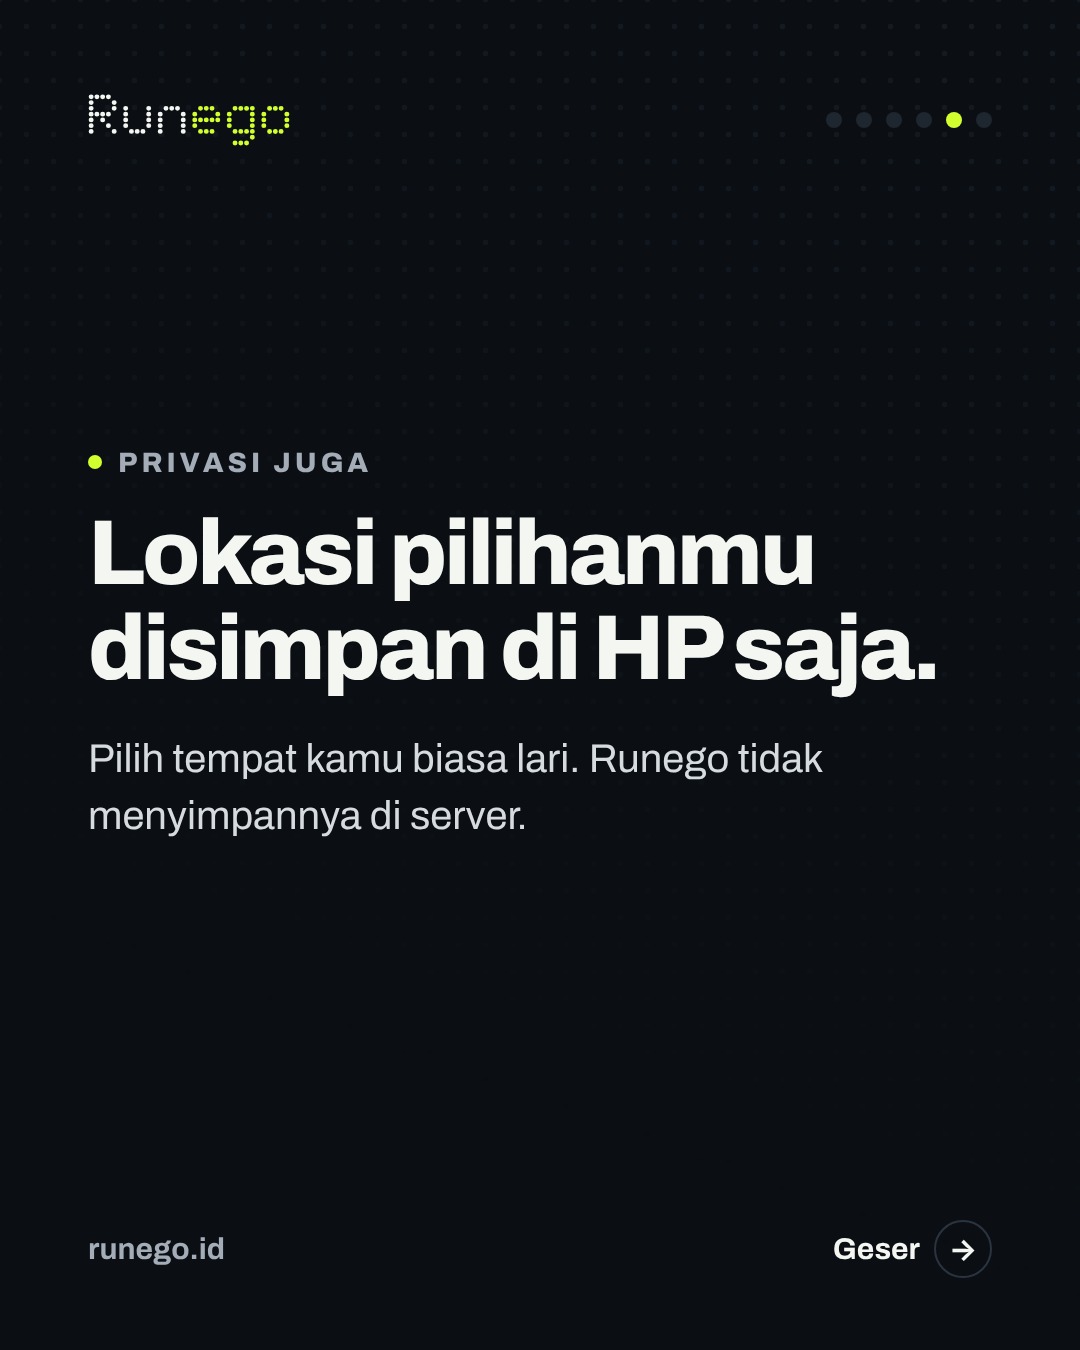 Runego
PRIVASI JUGA
Lokasi pilihanmu
disimpan di HP saja.
Pilih tempat kamu biasa lari. Runego tidak
menyimpannya di server.
runego.id
Geser